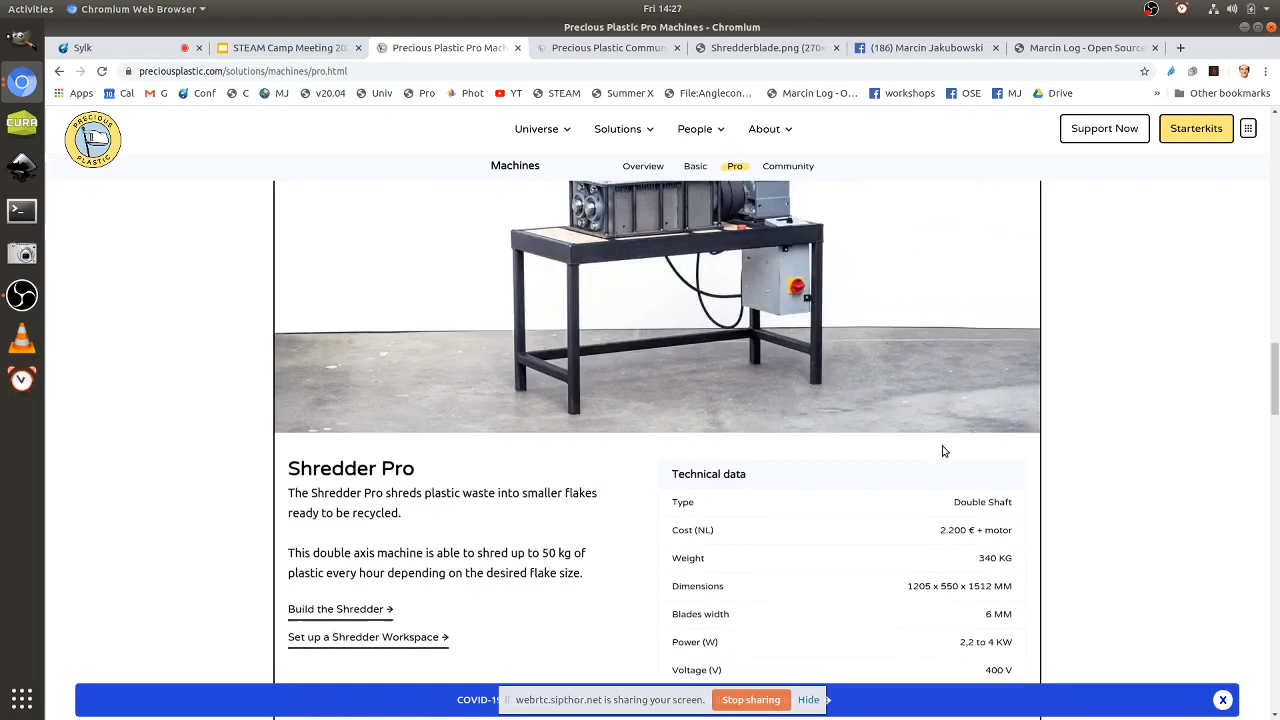 Activities
Chromium Web Browser
Fri 14:27
Precious Plastic Pro Machines - Chromium
Sylk
STEAM Camp Meeting 202
Precious Plastic Pro Mach
Precious Plastic Commun
Shredderblade.png (270×
(186) Marcin Jakubowski
Marcin Log - Open Source
preciousplastic.com/solutions/machines/pro.html
Apps
Cal
G
Conf
C
MJ
v20.04
Univ
Pro
Phot
YT
STEAM
Summer X
File:Anglecon...
Marcin Log - O...
workshops
OSE
MJ
Drive
»
Other bookmarks
PRECIOUS PLASTIC
Universe
Solutions
People
About
Support Now
Starterkits
Machines
Overview
Basic
Pro
Community
CURA
Shredder Pro
The Shredder Pro shreds plastic waste into smaller flakes
ready to be recycled.
This double axis machine is able to shred up to 50 kg of
plastic every hour depending on the desired flake size.
Build the Shredder →
Set up a Shredder Workspace →
Technical data
Type Double Shaft
Cost (NL) 2.200 € + motor
Weight 340 KG
Dimensions 1205 x 550 x 1512 MM
Blades width 6 MM
Power (W) 2,2 to 4 KW
Voltage (V) 400 V
COVID-19
webrtc.sipthor.net is sharing your screen.
Stop sharing
Hide
X